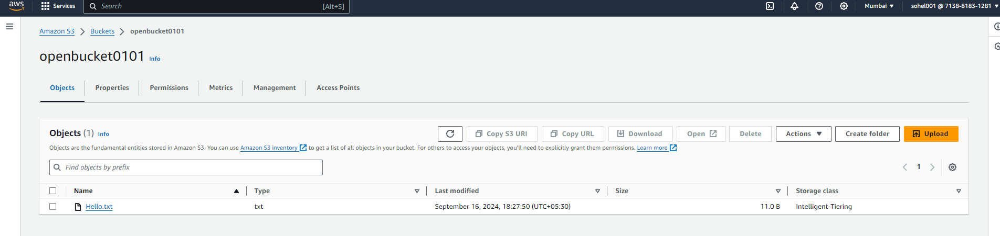 aws Services Search [Alt+S] Mumbai sohel001 @ 7138-8183-1281
Amazon S3 Buckets openbucket0101
openbucket0101 Info
Objects Properties Permissions Metrics Management Access Points
Objects (1) Info Copy S3 URI Copy URL Download Open Delete Actions Create folder Upload
Objects are the fundamental entities stored in Amazon S3. You can use Amazon S3 inventory to get a list of all objects in your bucket. For others to access your objects, you'll need to explicitly grant them permissions. Learn more
Find objects by prefix 1
Name Type Last modified Size Storage class
Hello.txt txt September 16, 2024, 18:27:50 (UTC+05:30) 11.0 B Intelligent-Tiering